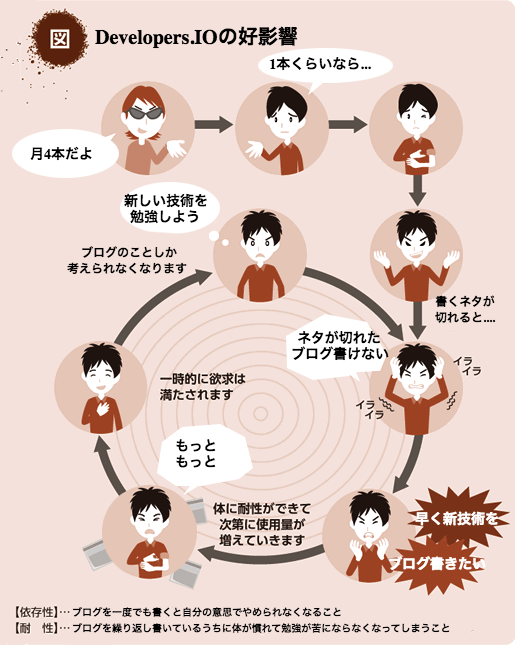 図 Developers.IOの好影響
1本くらいなら...
月4本だよ
新しい技術を
勉強しよう
ブログのことしか
考えられなくなります
書くネタが
切れると....
ネタが切れた
ブログ書けない
イラ
イラ
イラ
イラ
一時的に欲求は
満たされます
もっと
もっと
体に耐性ができて
次第に使用量が
増えていきます
早く新技術を
ブログ書きたい
【依存性】… ブログを一度でも書くと自分の意思でやめられなくなること
【耐　性】… ブログを繰り返し書いているうちに体が慣れて勉強が苦にならなくなってしまうこと